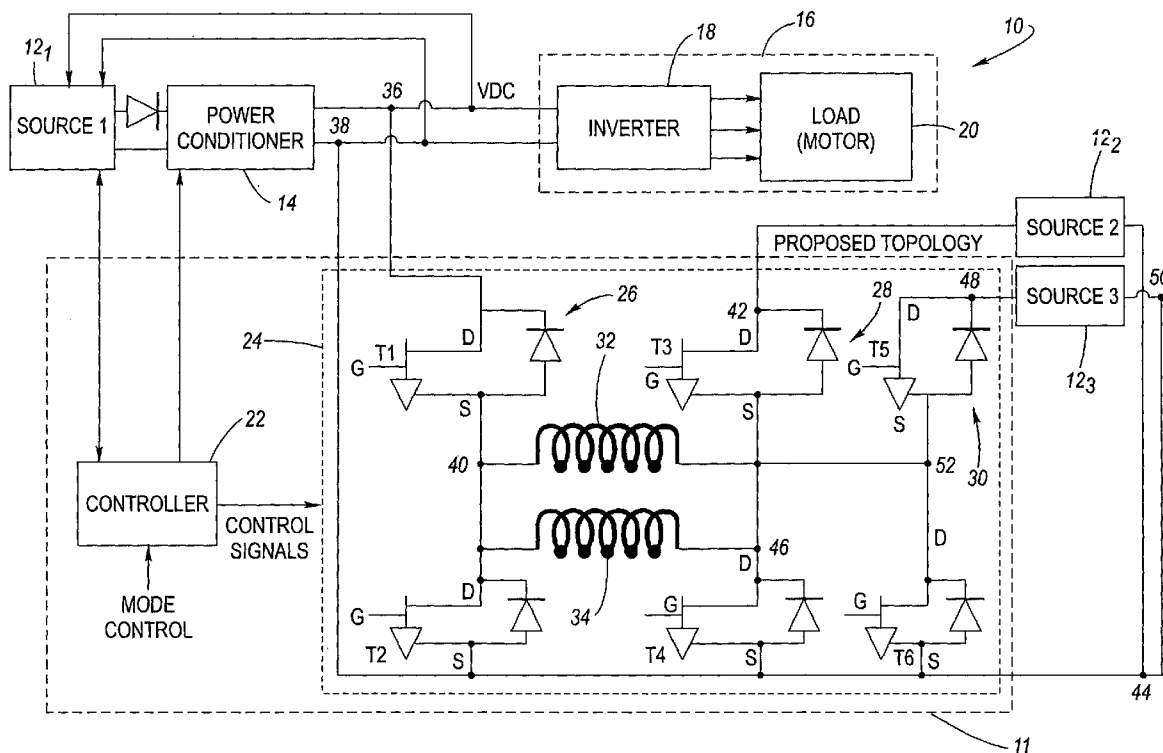 16
18
10
12₁
SOURCE 1
POWER
CONDITIONER
36
38
VDC
INVERTER
LOAD
(MOTOR)
20
14
12₂
SOURCE 2
PROPOSED TOPOLOGY
SOURCE 3
50
12₃
24
26
D
T1
G
S
32
42
28
D
T3
G
S
48
D
T5
G
S
30
22
CONTROLLER
CONTROL
SIGNALS
MODE
CONTROL
40
52
46
D
G
T2
S
34
D
G
T4
S
D
G
T6
S
44
11